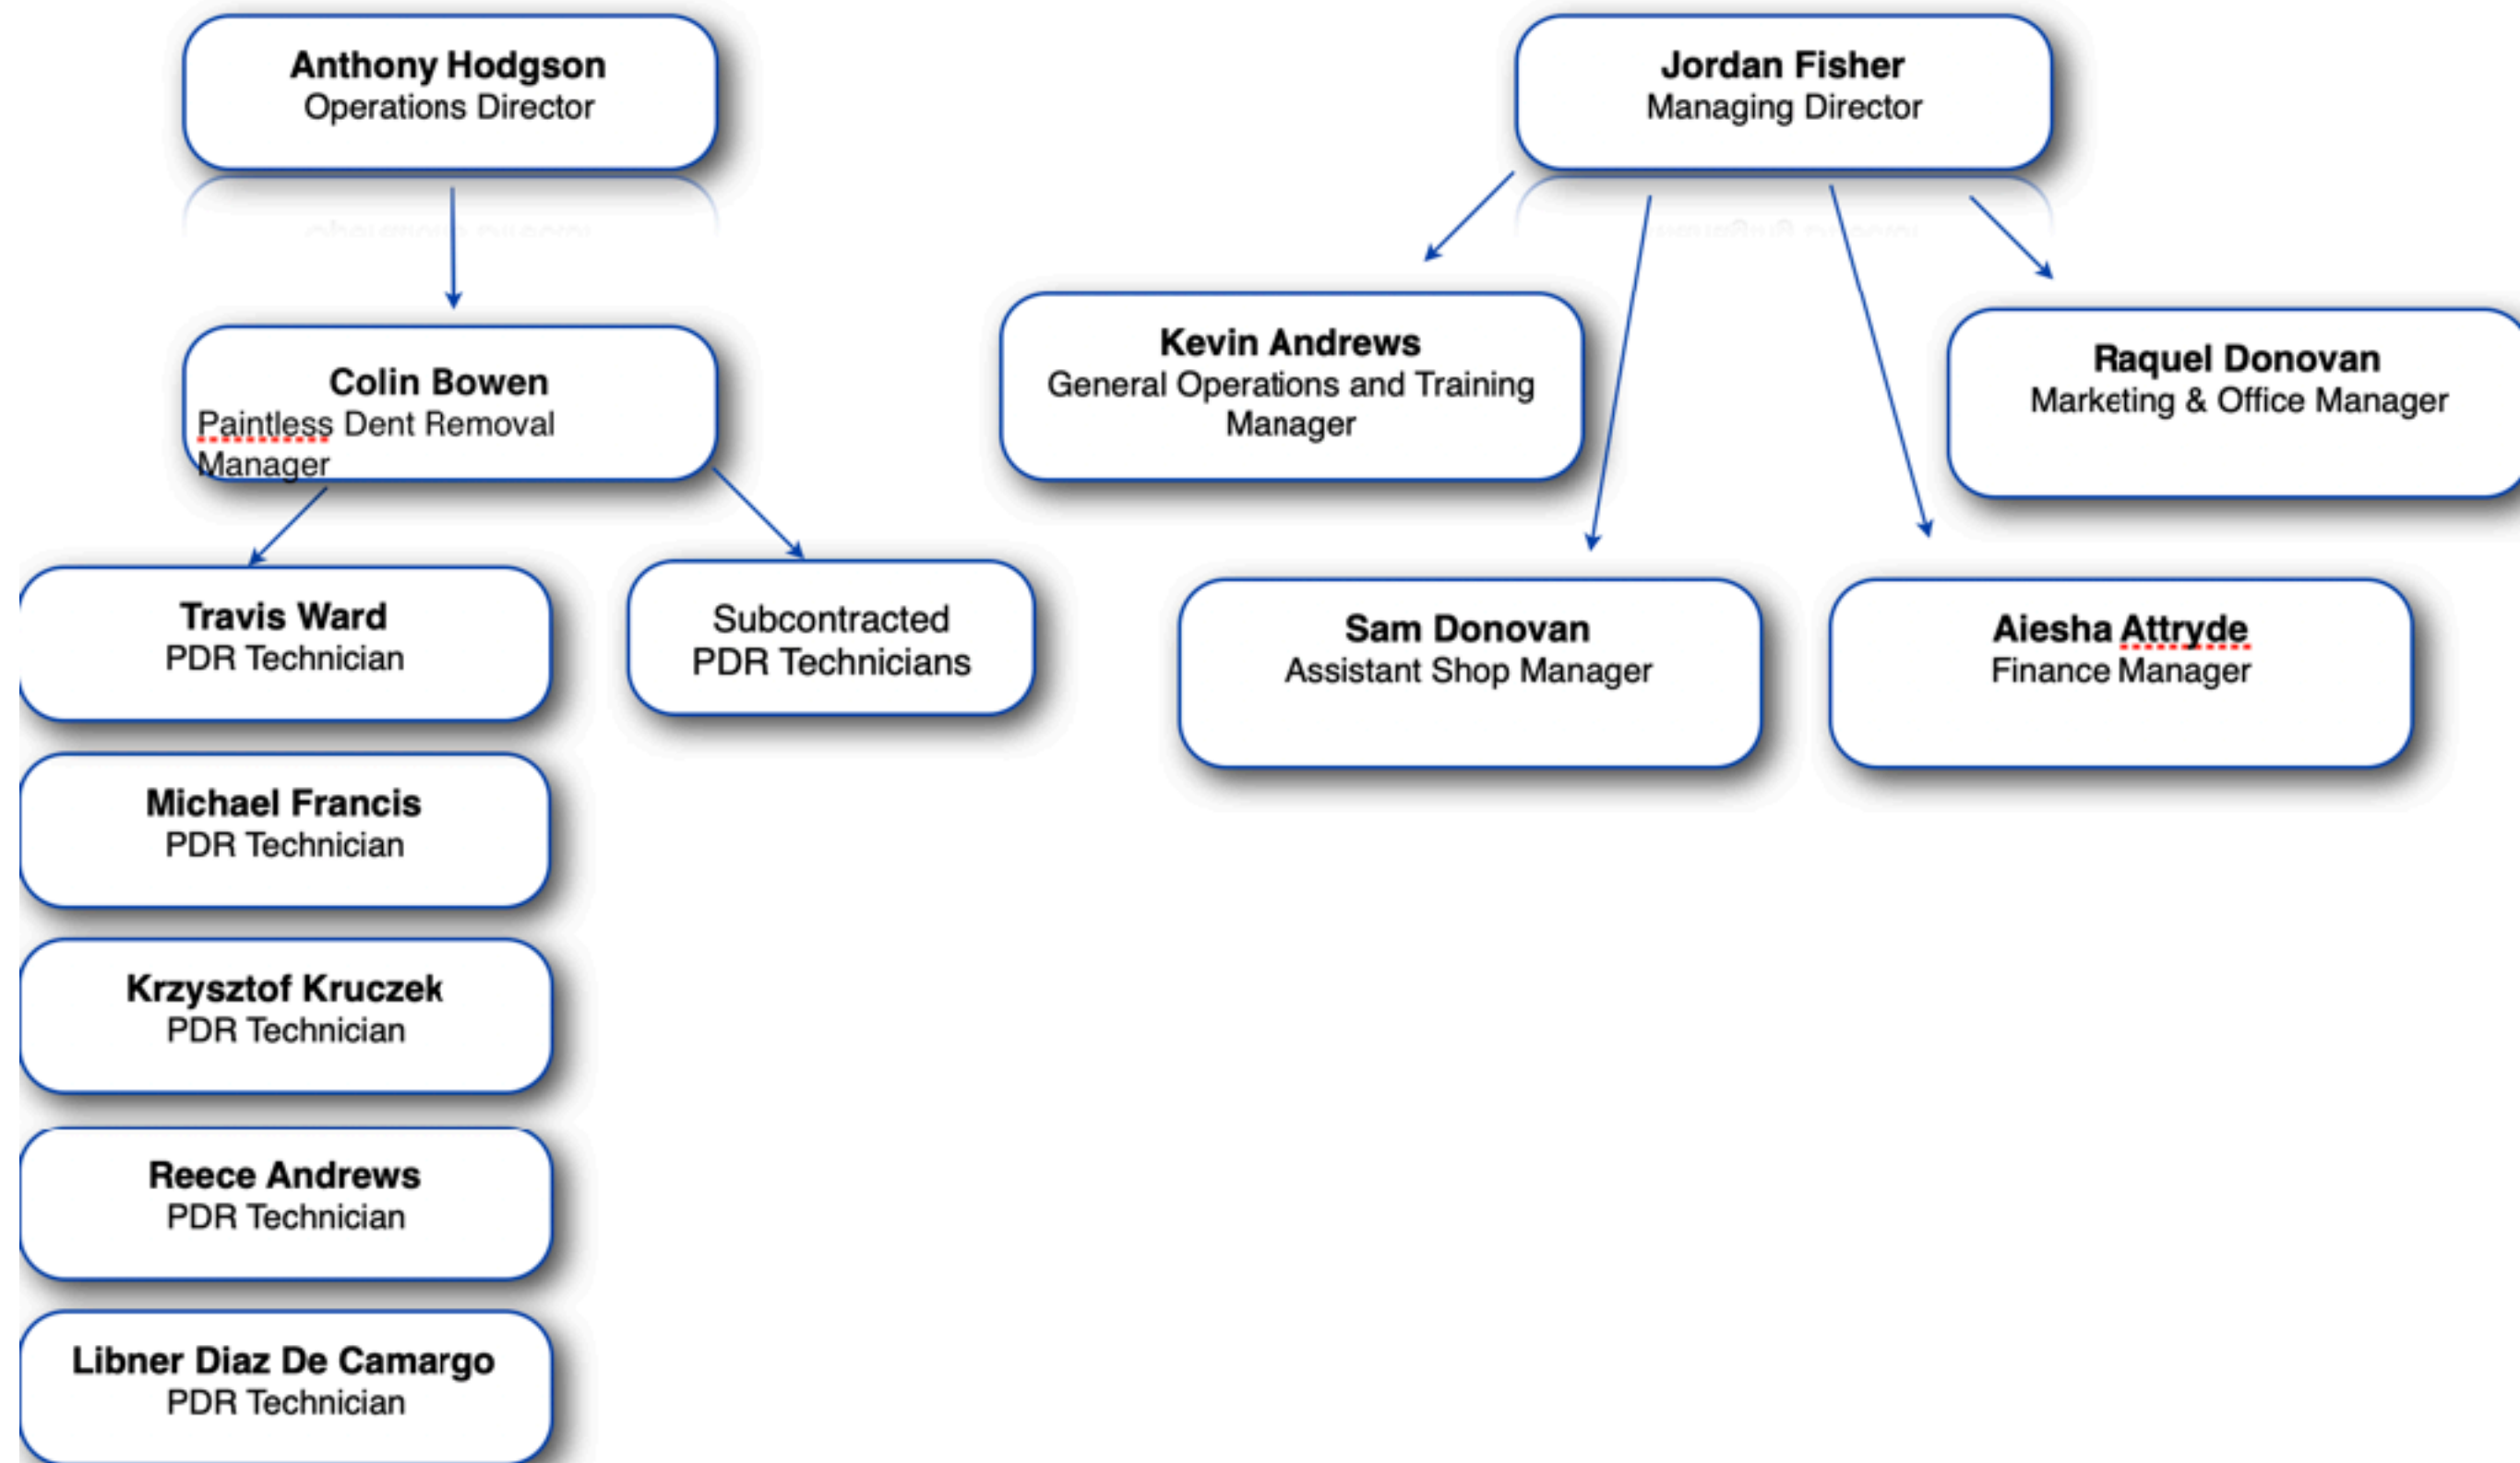 Anthony Hodgson
Operations Director
Jordan Fisher
Managing Director
Colin Bowen
Paintless Dent Removal
Manager
Kevin Andrews
General Operations and Training
Manager
Raquel Donovan
Marketing & Office Manager
Travis Ward
PDR Technician
Subcontracted
PDR Technicians
Sam Donovan
Assistant Shop Manager
Aiesha Attryde
Finance Manager
Michael Francis
PDR Technician
Krzysztof Kruczek
PDR Technician
Reece Andrews
PDR Technician
Libner Diaz De Camargo
PDR Technician